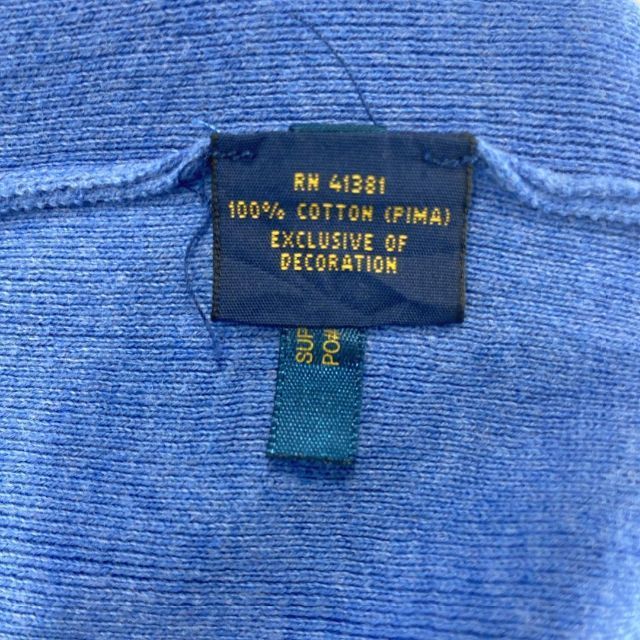 RN 41381
100% COTTON (PIMA)
EXCLUSIVE OF
DECORATION
SUP
PO#